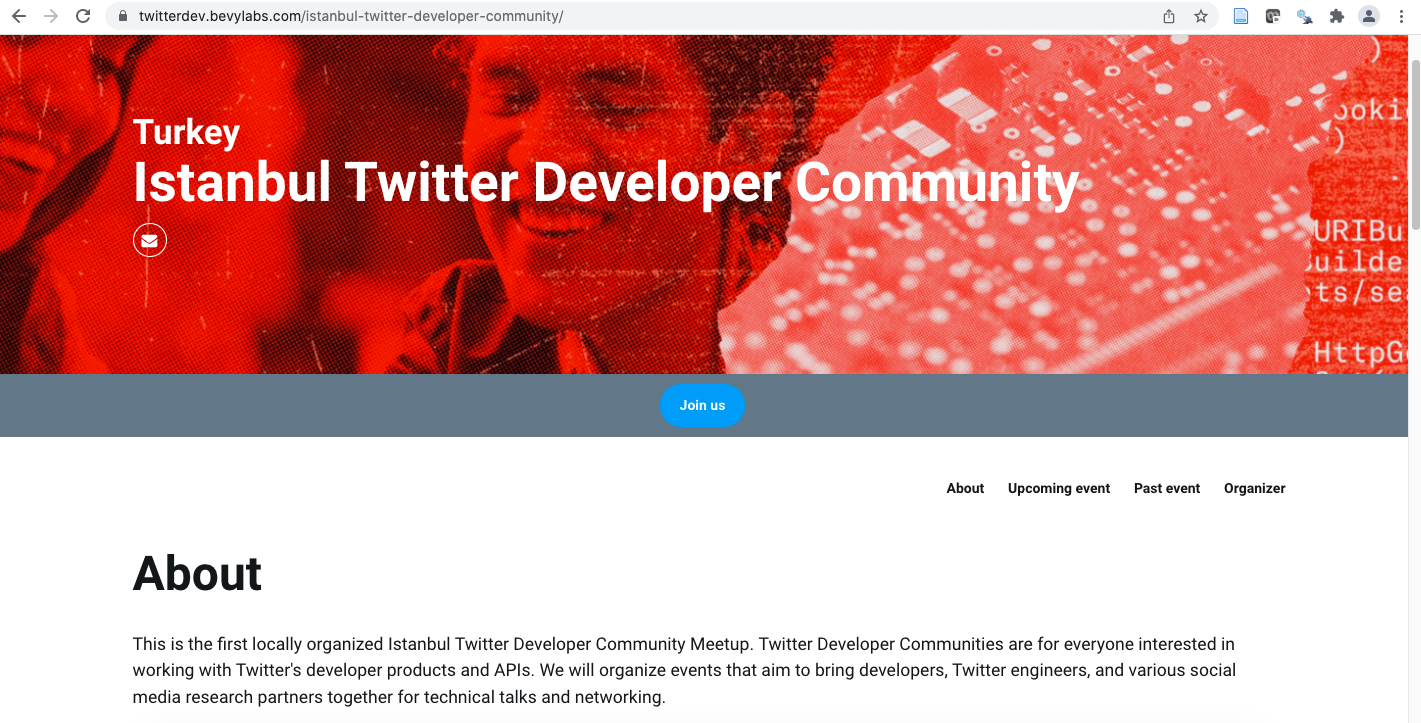 twitterdev.bevylabs.com/istanbul-twitter-developer-community/
Turkey
Istanbul Twitter Developer Community
)
ooki
)
URIBu
uilde
ts/se
HttpG
Join us
About Upcoming event Past event Organizer
About
This is the first locally organized Istanbul Twitter Developer Community Meetup. Twitter Developer Communities are for everyone interested in
working with Twitter's developer products and APIs. We will organize events that aim to bring developers, Twitter engineers, and various social
media research partners together for technical talks and networking.